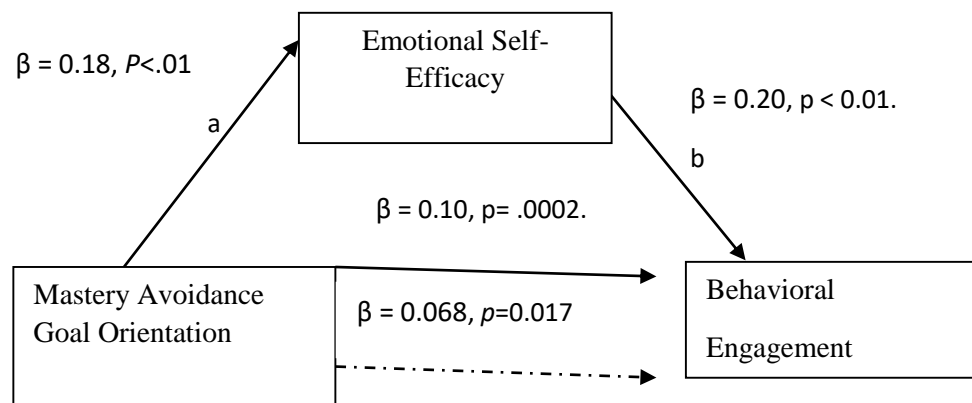 Emotional Self-
Efficacy
β = 0.18, P<.01
β = 0.20, p < 0.01.
a
b
β = 0.10, p= .0002.
Mastery Avoidance
Goal Orientation
β = 0.068, p=0.017
Behavioral
Engagement